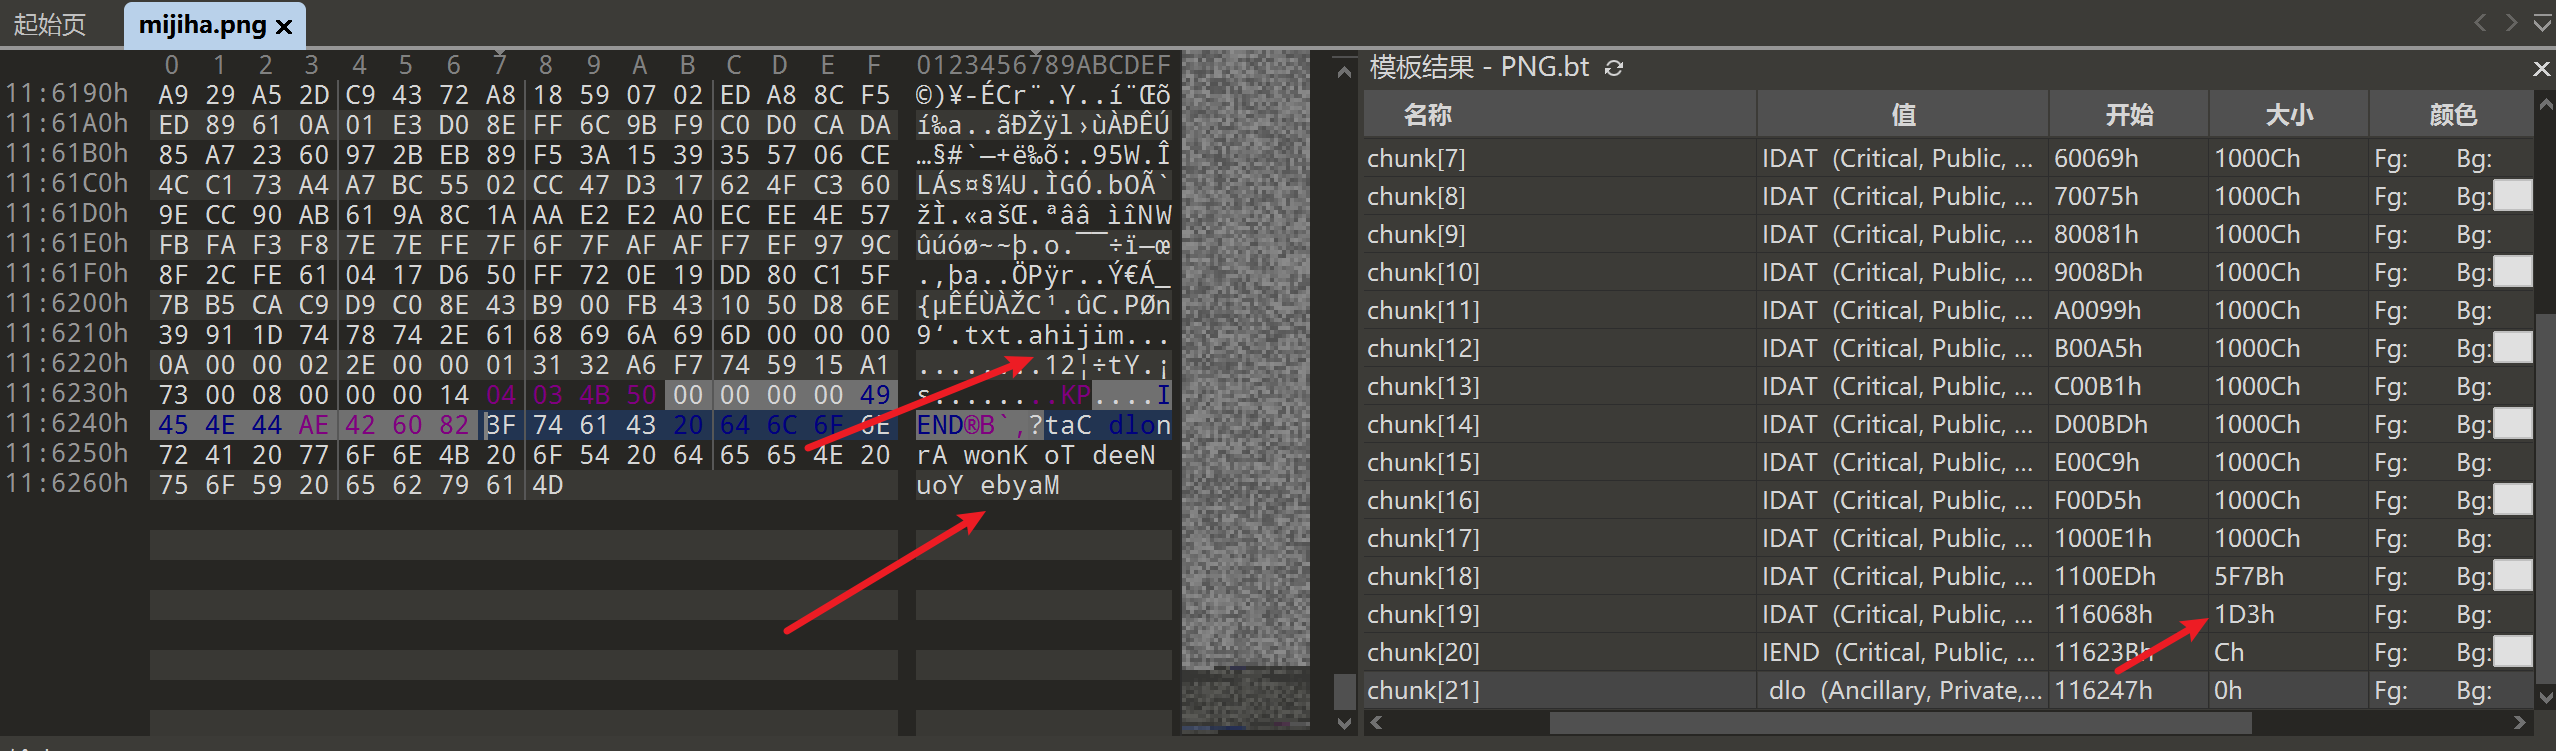 起始页 mijiha.png
0 1 2 3 4 5 6 7 8 9 A B C D E F 0123456789ABCDEF
11:6190h A9 29 A5 2D C9 43 72 A8 18 59 07 02 ED A8 8C F5 ©)¥-ÉCr¨.Y..í¨Œõ
11:61A0h ED 89 61 0A 01 E3 D0 8E FF 6C 9B F9 C0 D0 CA DA í‰a..ãÐŽÿl›ùÀÐÊÚ
11:61B0h 85 A7 23 60 97 2B EB 89 F5 3A 15 39 35 57 06 CE …§#`—+ë‰õ:.95W.Î
11:61C0h 4C C1 73 A4 A7 BC 55 02 CC 47 D3 17 62 4F C3 60 LÁs¤§¼U.ÌGÓ.bOÃ`
11:61D0h 9E CC 90 AB 61 9A 8C 1A AA E2 E2 A0 EC EE 4E 57 žÌ.«ašŒ.ªââ ìîNW
11:61E0h FB FA F3 F8 7E 7E FE 7F 6F 7F AF AF F7 EF 97 9C ûúóø~~þ.o.¯¯÷ï—œ
11:61F0h 8F 2C FE 61 04 17 D6 50 FF 72 0E 19 DD 80 C1 5F .,þa..ÖPÿr..Ý€Á_
11:6200h 7B B5 CA C9 D9 C0 8E 43 B9 00 FB 43 10 50 D8 6E {µÊÉÙÀŽC¹.ûC.PØn
11:6210h 39 91 1D 74 78 74 2E 61 68 69 6A 69 6D 00 00 00 9‘.txt.ahijim...
11:6220h 0A 00 00 02 2E 00 00 01 31 32 A6 F7 74 59 15 A1 ........12¦÷tY.¡
11:6230h 73 00 08 00 00 00 14 04 03 4B 50 00 00 00 00 49 s........KP....I
11:6240h 45 4E 44 AE 42 60 82 3F 74 61 43 20 64 6C 6F 6E END®B`‚?taC dlon
11:6250h 72 41 20 77 6F 6E 4B 20 6F 54 20 64 65 65 4E 20 rA wonK oT deeN
11:6260h 75 6F 59 20 65 62 79 61 4D uoY ebyaM
模板结果 - PNG.bt
名称 值 开始 大小 颜色
chunk[7] IDAT (Critical, Public, ... 60069h 1000Ch Fg: Bg:
chunk[8] IDAT (Critical, Public, ... 70075h 1000Ch Fg: Bg:
chunk[9] IDAT (Critical, Public, ... 80081h 1000Ch Fg: Bg:
chunk[10] IDAT (Critical, Public, ... 9008Dh 1000Ch Fg: Bg:
chunk[11] IDAT (Critical, Public, ... A0099h 1000Ch Fg: Bg:
chunk[12] IDAT (Critical, Public, ... B00A5h 1000Ch Fg: Bg:
chunk[13] IDAT (Critical, Public, ... C00B1h 1000Ch Fg: Bg:
chunk[14] IDAT (Critical, Public, ... D00BDh 1000Ch Fg: Bg:
chunk[15] IDAT (Critical, Public, ... E00C9h 1000Ch Fg: Bg:
chunk[16] IDAT (Critical, Public, ... F00D5h 1000Ch Fg: Bg:
chunk[17] IDAT (Critical, Public, ... 1000E1h 1000Ch Fg: Bg:
chunk[18] IDAT (Critical, Public, ... 1100EDh 5F7Bh Fg: Bg:
chunk[19] IDAT (Critical, Public, ... 116068h 1D3h Fg: Bg:
chunk[20] IEND (Critical, Public, ... 11623Bh Ch Fg: Bg:
chunk[21] dlo (Ancillary, Private,... 116247h 0h Fg: Bg: